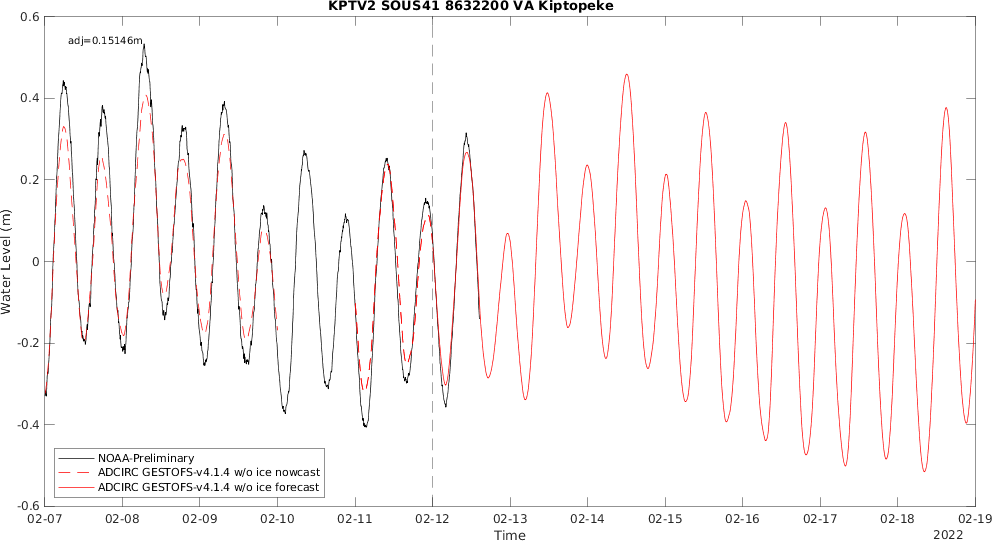 KPTV2 SOUS41 8632200 VA Kiptopeke
adj=0.15146m
0.6
0.4
0.2
0
-0.2
-0.4
-0.6
Water Level (m)
NOAA-Preliminary
ADCIRC GESTOFS-v4.1.4 w/o ice nowcast
ADCIRC GESTOFS-v4.1.4 w/o ice forecast
02-07 02-08 02-09 02-10 02-11 02-12 02-13 02-14 02-15 02-16 02-17 02-18 02-19
Time
2022